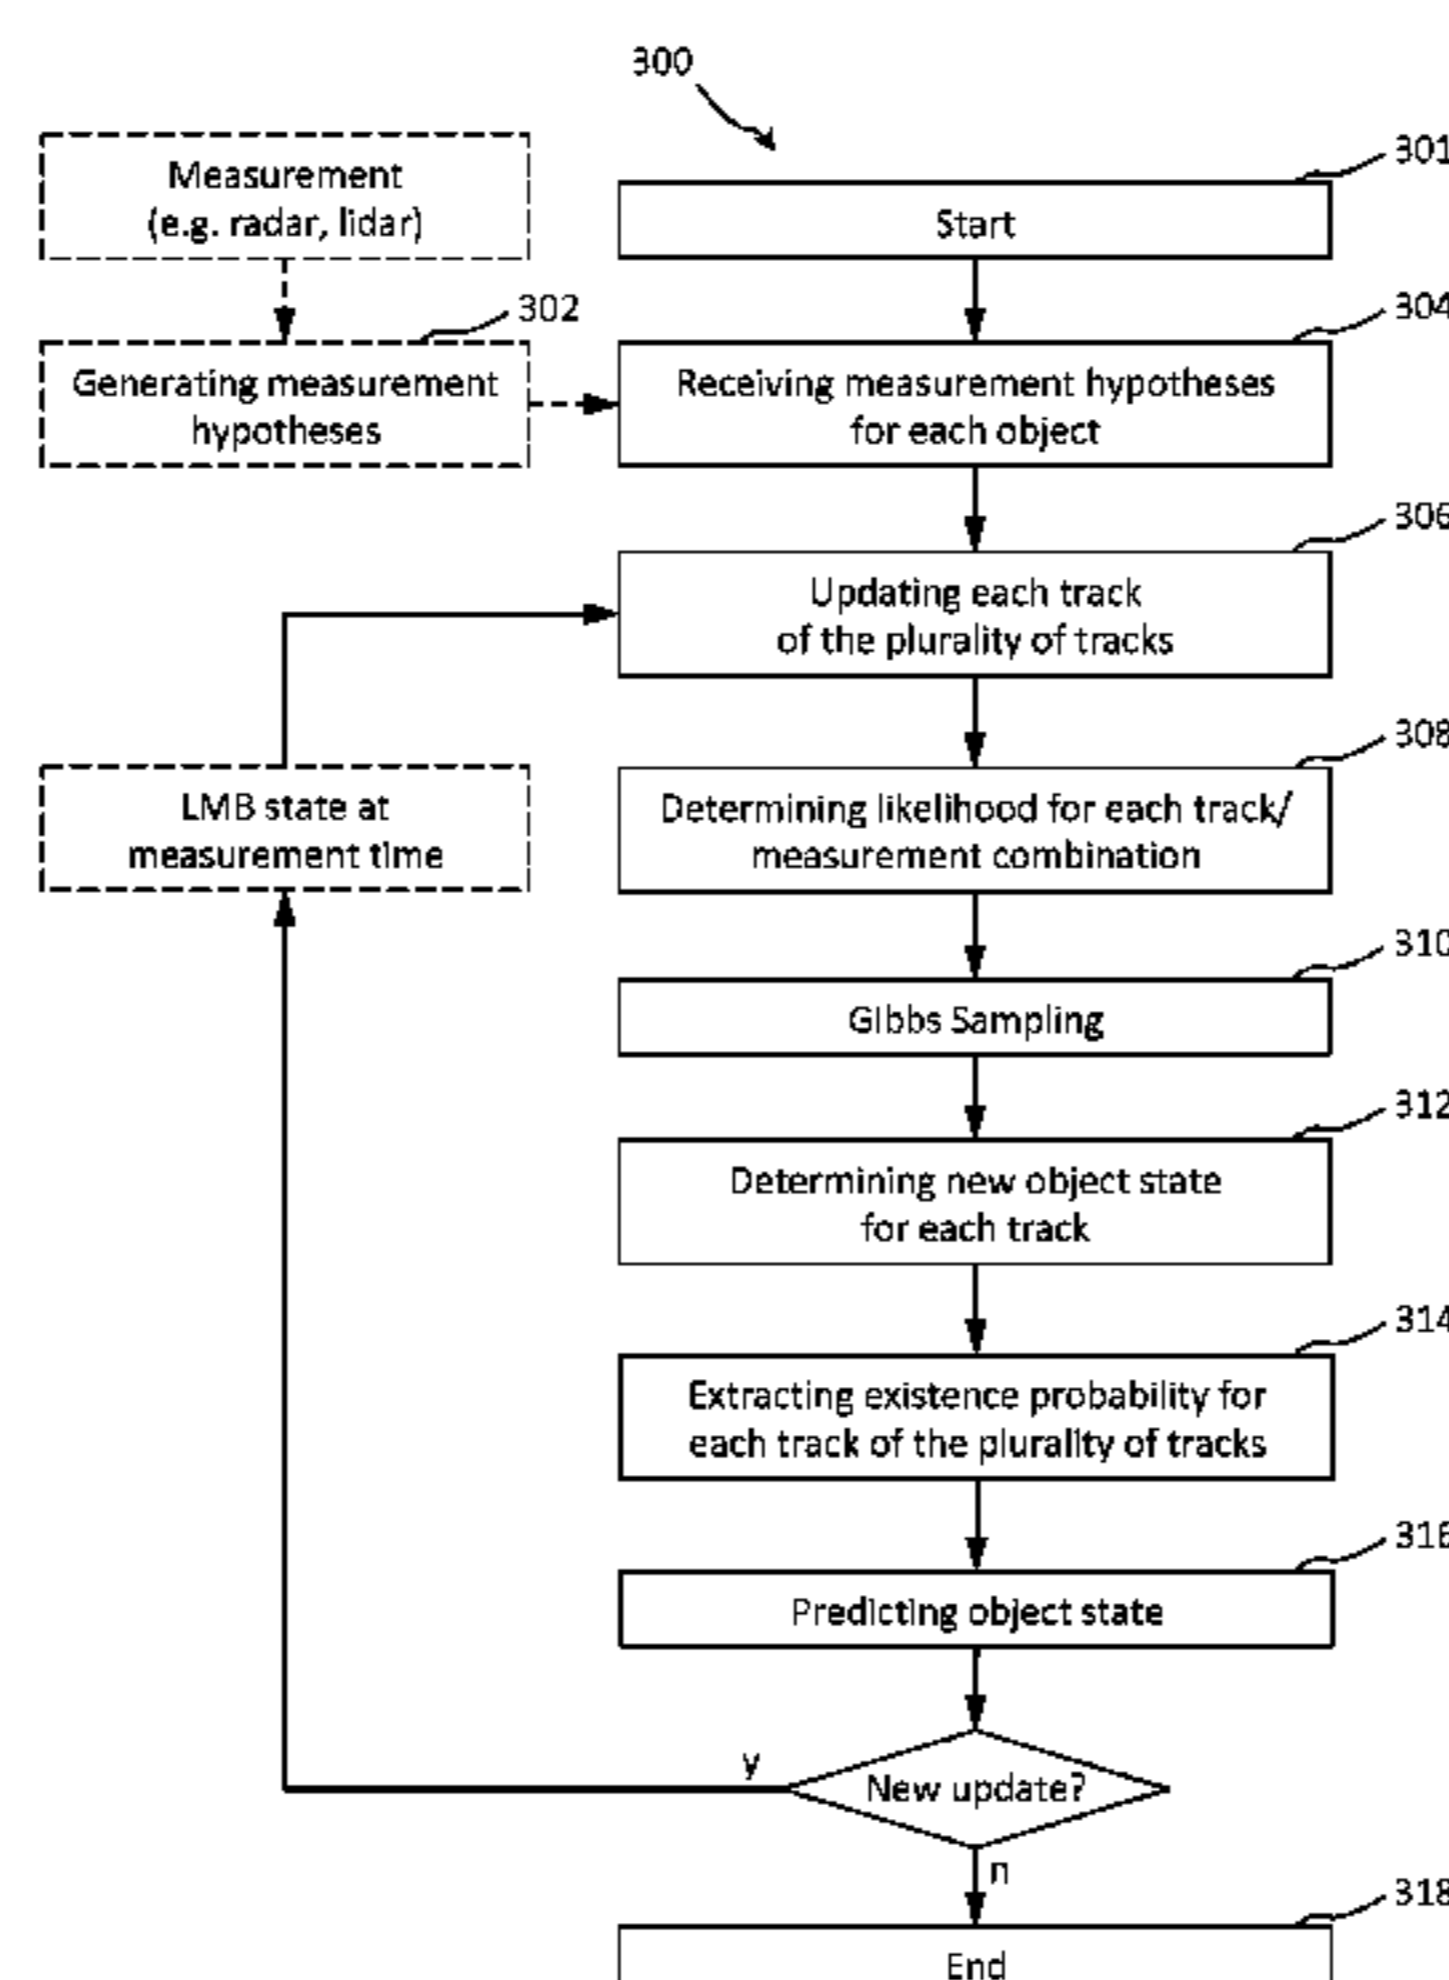 300
301
Measurement
(e.g. radar, lidar)
Start
302
304
Generating measurement
hypotheses
Receiving measurement hypotheses
for each object
306
Updating each track
of the plurality of tracks
308
LMB state at
measurement time
Determining likelihood for each track/
measurement combination
310
Gibbs Sampling
312
Determining new object state
for each track
314
Extracting existence probability for
each track of the plurality of tracks
316
Predicting object state
y
New update?
n
318
End